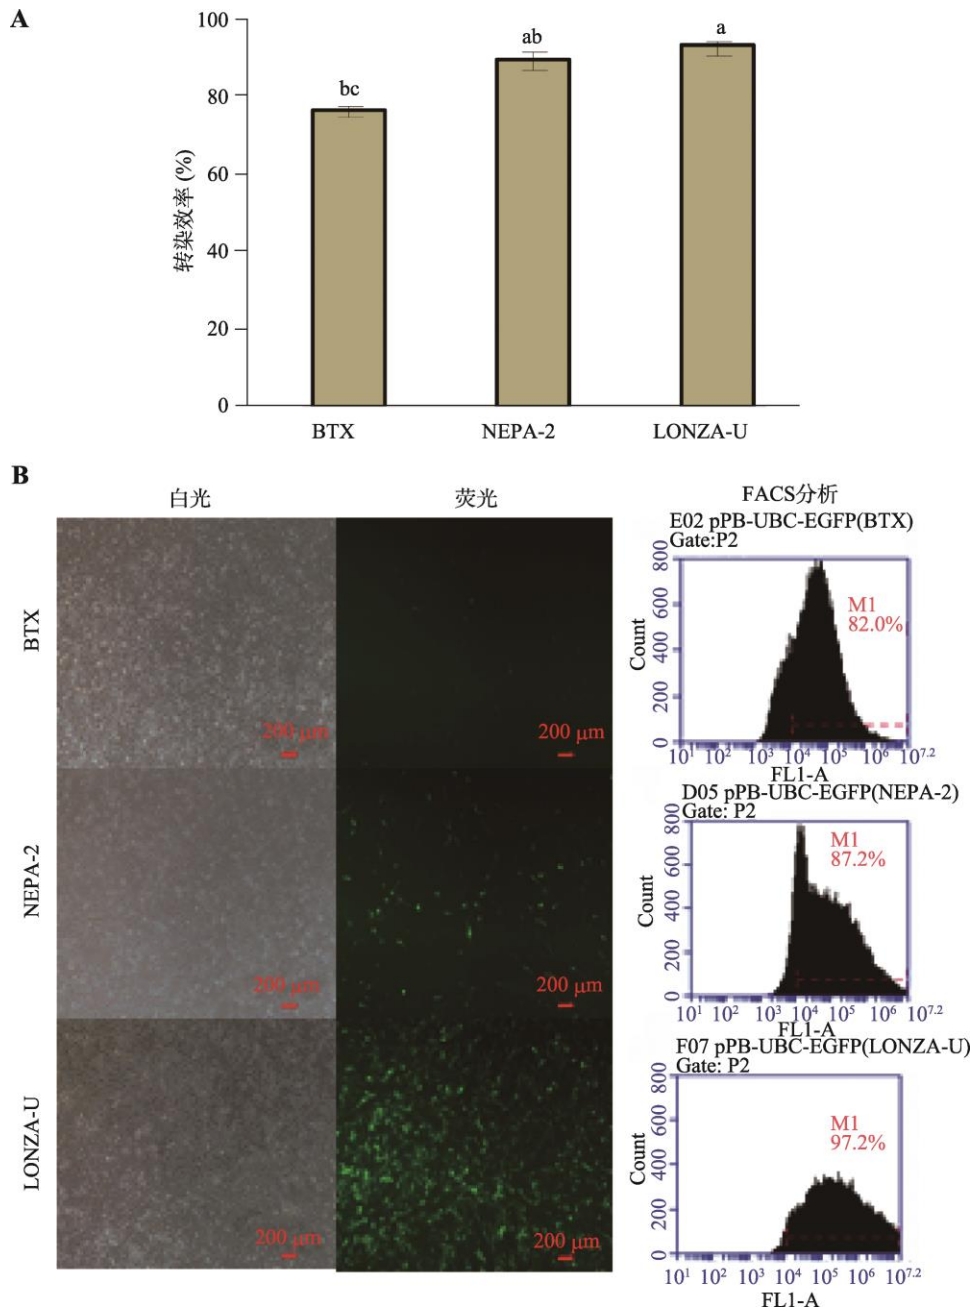 A
100
80
60
40
20
0
转染效率 (%)
bc
ab
a
BTX
NEPA-2
LONZA-U
B
白光
荧光
FACS分析
BTX
200 μm
200 μm
E02 pPB-UBC-EGFP(BTX)
Gate:P2
800
600
400
200
0
Count
M1
82.0%
10¹ 10² 10³ 10⁴ 10⁵ 10⁶ 10⁷·²
FL1-A
NEPA-2
200 μm
200 μm
D05 pPB-UBC-EGFP(NEPA-2)
Gate: P2
800
600
400
200
0
Count
M1
87.2%
10¹ 10² 10³ 10⁴ 10⁵ 10⁶ 10⁷·²
FL1-A
LONZA-U
200 μm
200 μm
F07 pPB-UBC-EGFP(LONZA-U)
Gate: P2
800
600
400
200
0
Count
M1
97.2%
10¹ 10² 10³ 10⁴ 10⁵ 10⁶ 10⁷·²
FL1-A